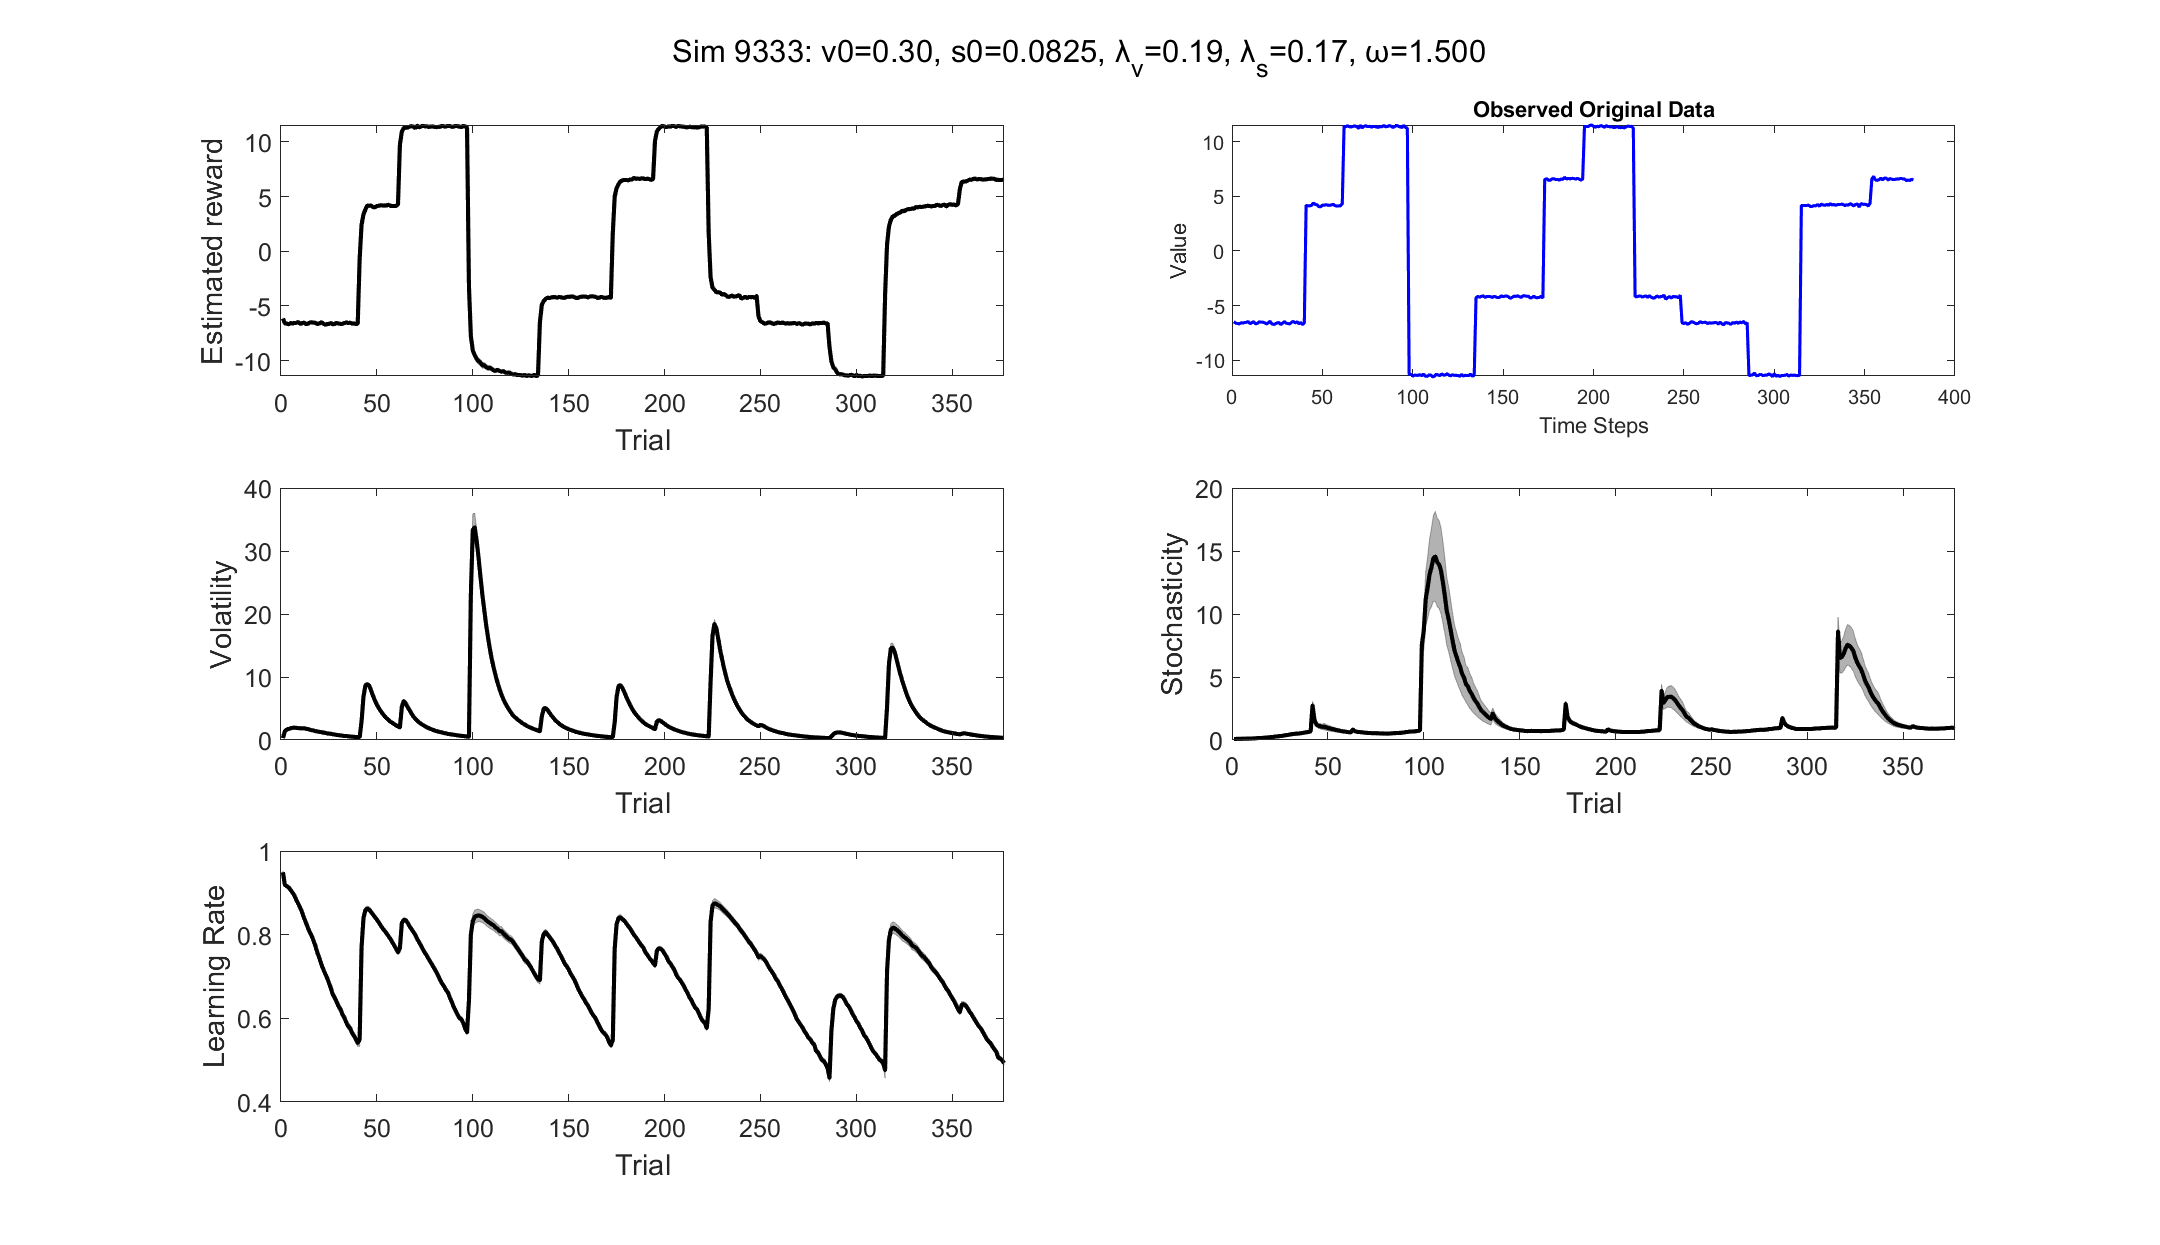 Sim 9333: v0=0.30, s0=0.0825, λv=0.19, λs=0.17, ω=1.500
10
5
0
-5
-10
Estimated reward
0 50 100 150 200 250 300 350
Trial
Observed Original Data
10
5
0
-5
-10
Value
0 50 100 150 200 250 300 350 400
Time Steps
40
30
20
10
0
Volatility
0 50 100 150 200 250 300 350
Trial
20
15
10
5
0
Stochasticity
0 50 100 150 200 250 300 350
Trial
1
0.8
0.6
0.4
Learning Rate
0 50 100 150 200 250 300 350
Trial